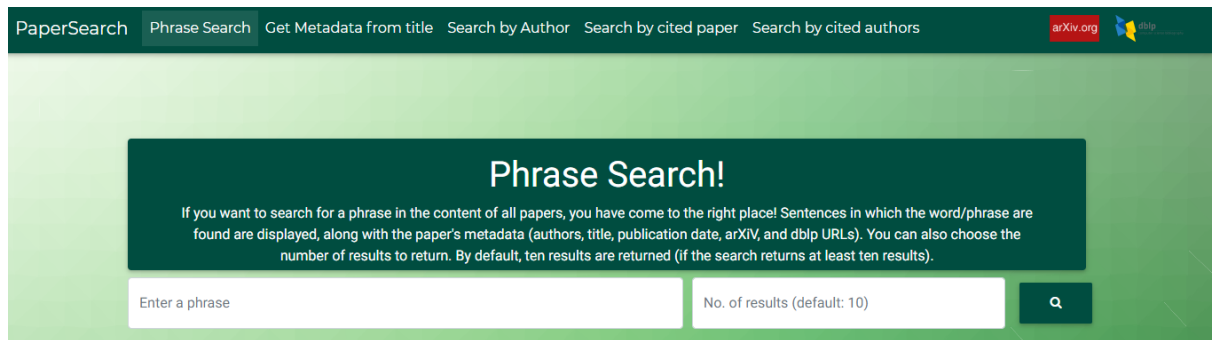 PaperSearch Phrase Search Get Metadata from title Search by Author Search by cited paper Search by cited authors arXiv.org dblp
Phrase Search!
If you want to search for a phrase in the content of all papers, you have come to the right place! Sentences in which the word/phrase are
found are displayed, along with the paper's metadata (authors, title, publication date, arXiV, and dblp URLs). You can also choose the
number of results to return. By default, ten results are returned (if the search returns at least ten results).
Enter a phrase No. of results (default: 10)